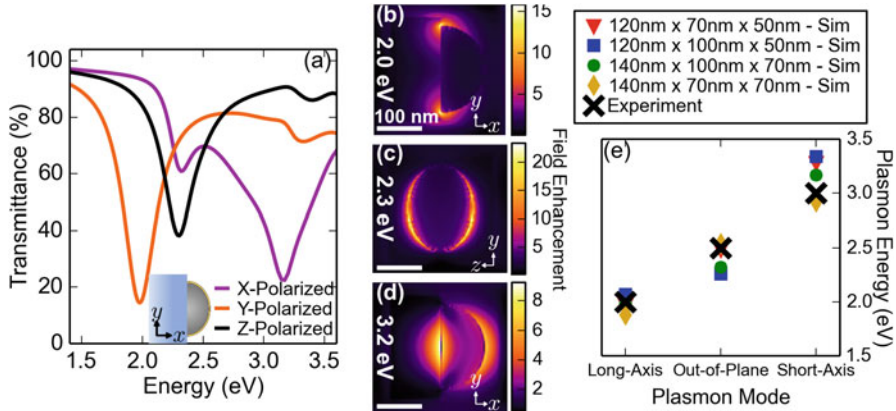 (a)
100
80
60
40
20
0
Transmittance (%)
1.5
2.0
2.5
3.0
3.5
Energy (eV)
X-Polarized
Y-Polarized
Z-Polarized
y
x
(b)
2.0 eV
100 nm
y
x
15
10
5
(c)
2.3 eV
y
z
20
15
10
5
(d)
3.2 eV
y
x
8
6
4
2
Field Enhancement
120nm x 70nm x 50nm - Sim
120nm x 100nm x 50nm - Sim
140nm x 100nm x 70nm - Sim
140nm x 70nm x 70nm - Sim
Experiment
(e)
3.5
3.0
2.5
2.0
1.5
Plasmon Energy (eV)
Long-Axis
Out-of-Plane
Short-Axis
Plasmon Mode